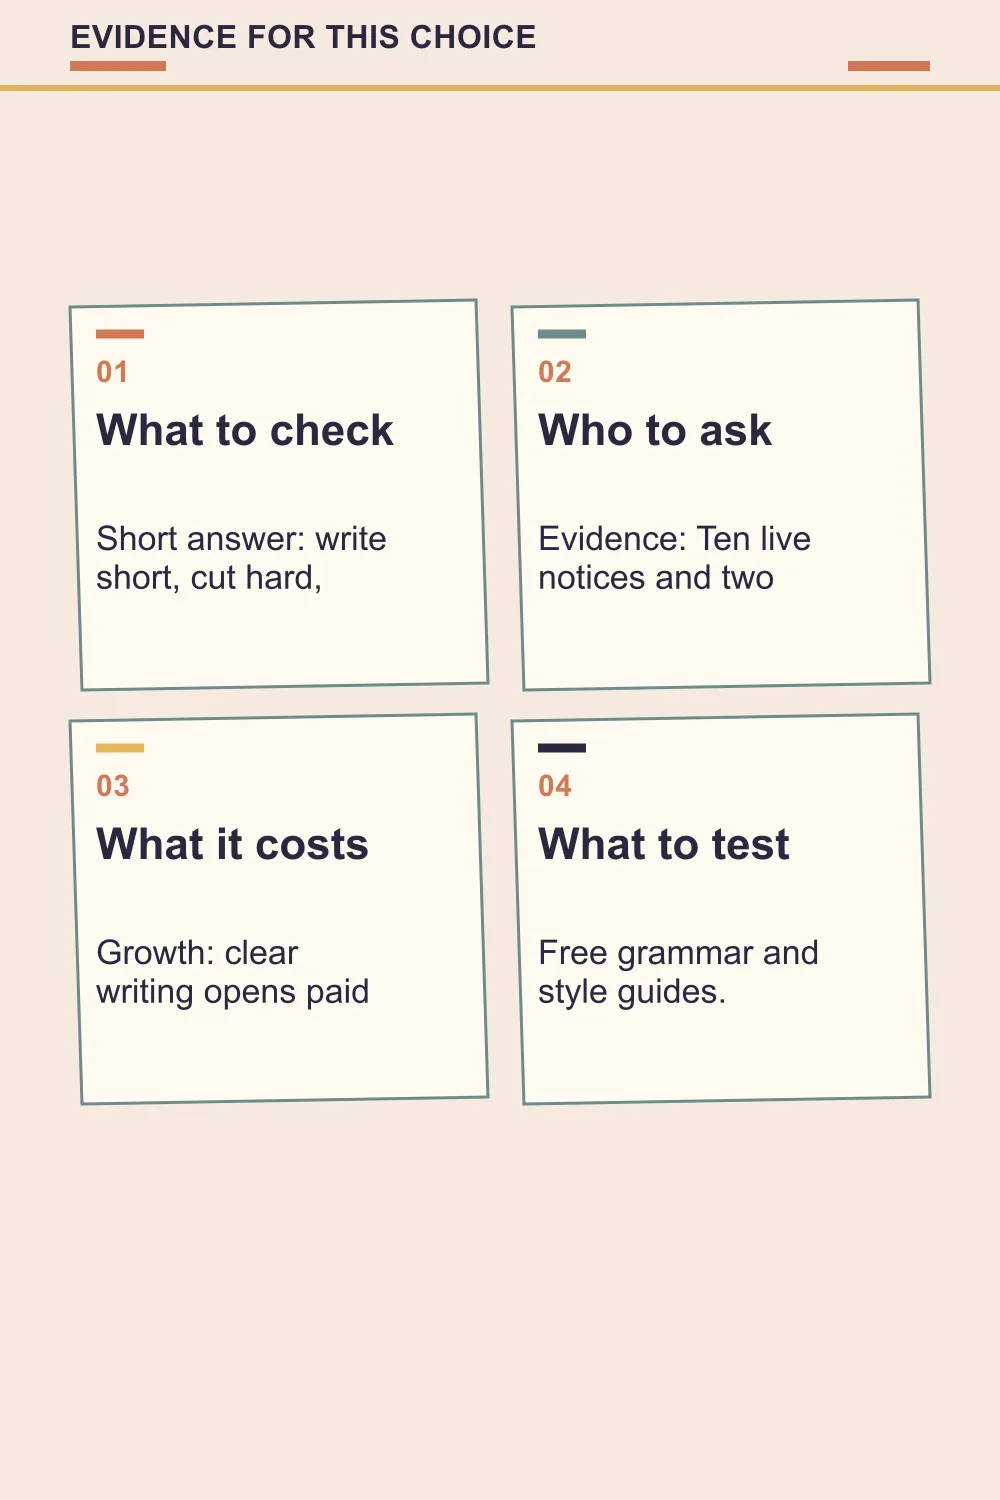 EVIDENCE FOR THIS CHOICE
01
What to check
Short answer: write
short, cut hard,
02
Who to ask
Evidence: Ten live
notices and two
03
What it costs
Growth: clear
writing opens paid
04
What to test
Free grammar and
style guides.